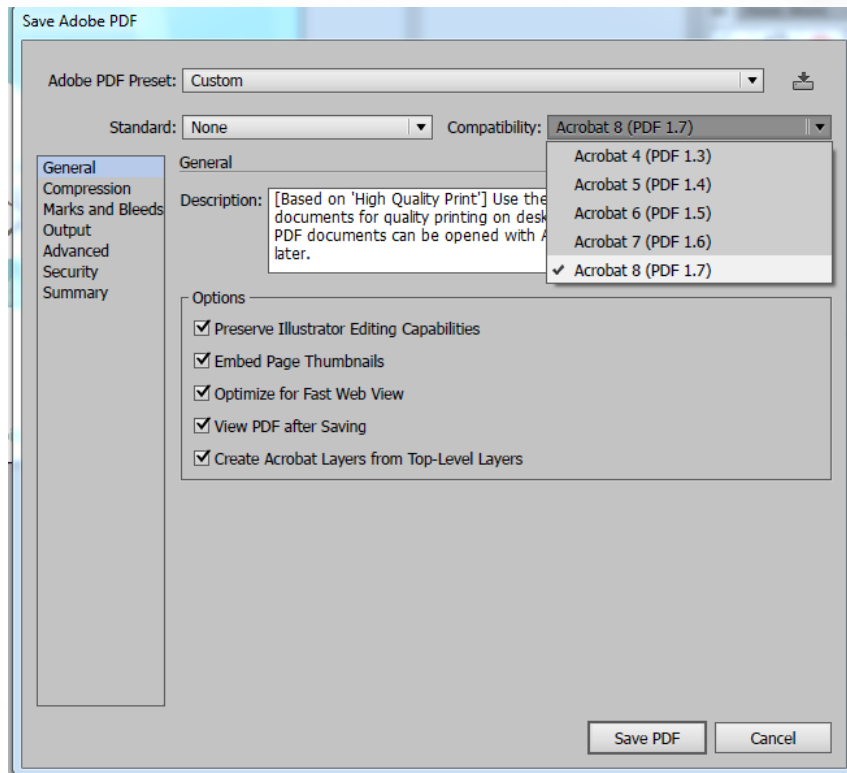 Save Adobe PDF
Adobe PDF Preset: Custom
Standard: None Compatibility: Acrobat 8 (PDF 1.7)
Acrobat 4 (PDF 1.3)
Acrobat 5 (PDF 1.4)
Acrobat 6 (PDF 1.5)
Acrobat 7 (PDF 1.6)
✓ Acrobat 8 (PDF 1.7)
General
Compression
Marks and Bleeds
Output
Advanced
Security
Summary
General
Description: [Based on 'High Quality Print'] Use the
documents for quality printing on desk
PDF documents can be opened with A
later.
Options
Preserve Illustrator Editing Capabilities
Embed Page Thumbnails
Optimize for Fast Web View
View PDF after Saving
Create Acrobat Layers from Top-Level Layers
Save PDF Cancel